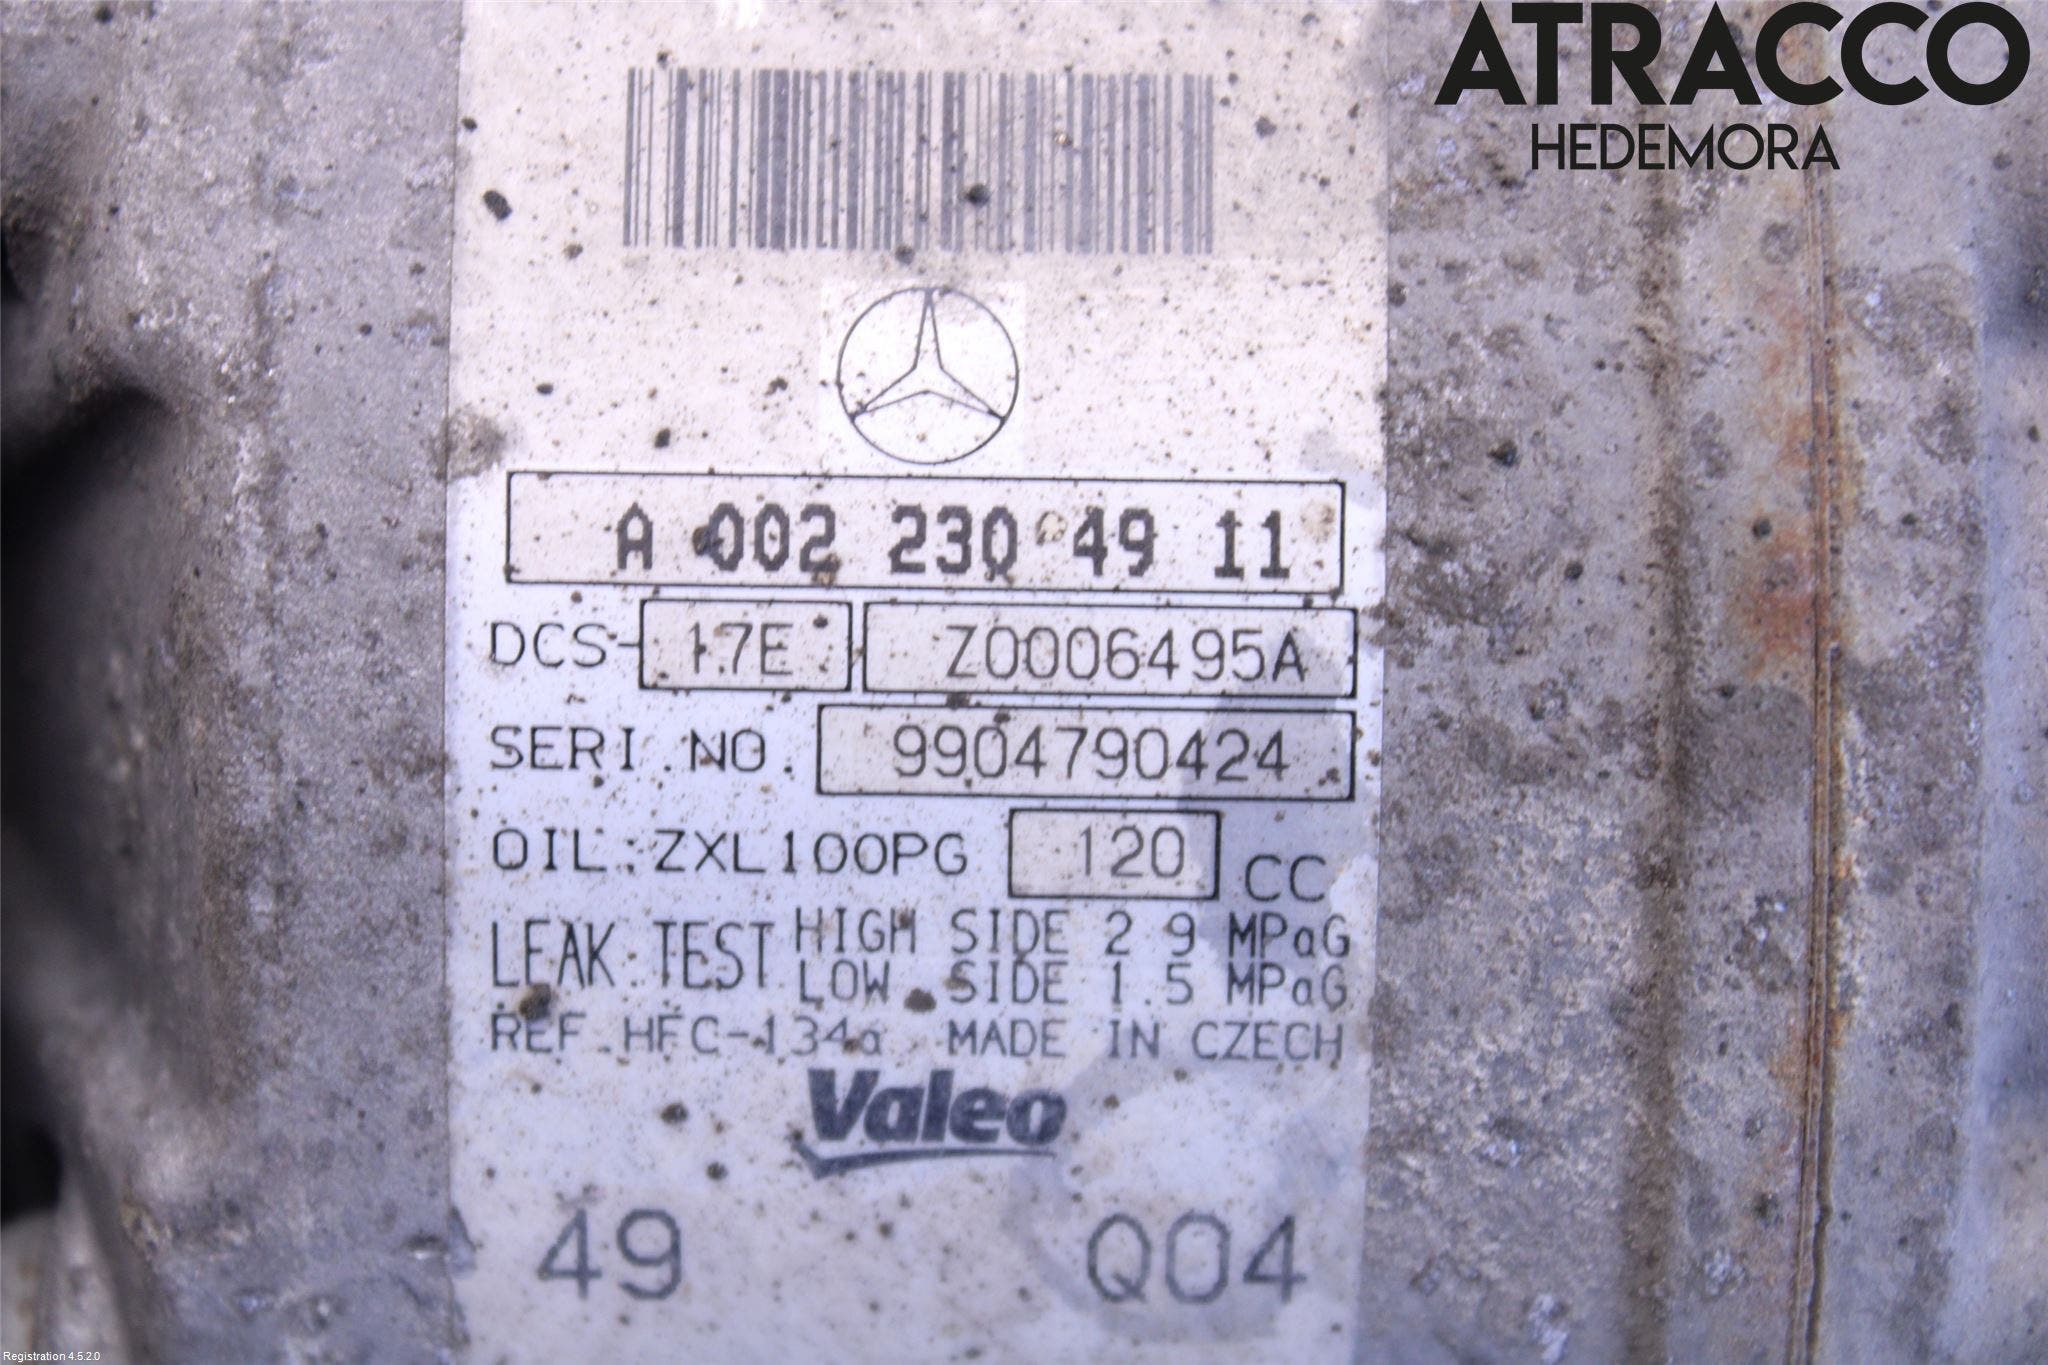 ATRACCO
HEDEMORA
A 002 230 49 11
DCS- 17E Z0006495A
SERI.NO. 9904790424
OIL:ZXL100PG 120 CC
LEAK TEST HIGH SIDE 2.9 MPaG
LOW SIDE 1.5 MPaG
REF.HFC-134a MADE IN CZECH
Valeo
49 Q04
Registration 4.5.2.0